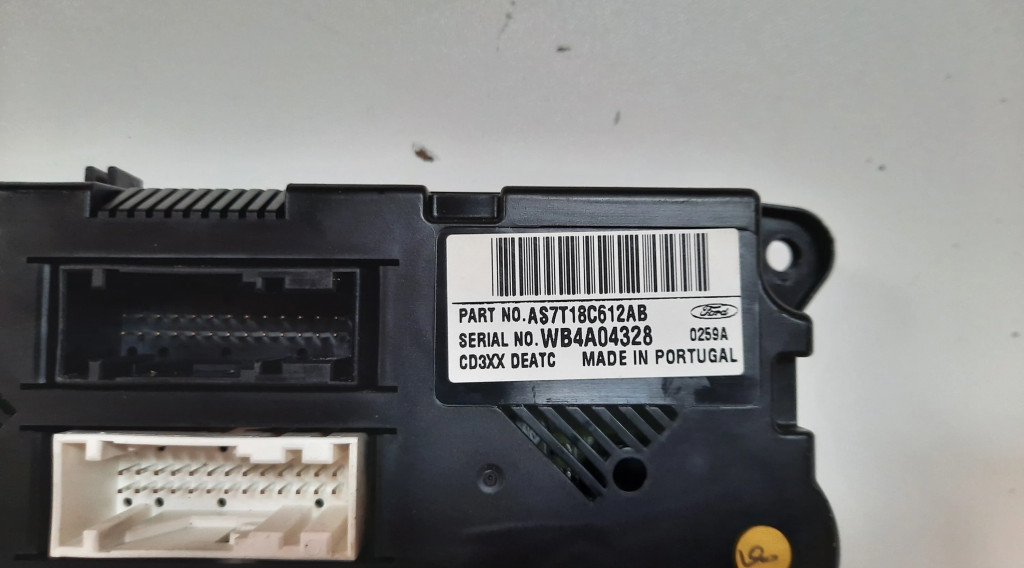 PART NO. AS7T18C612AB
Ford
SERIAL NO. WB4A04328 0259A
CD3XX DEATC MADE IN PORTUGAL